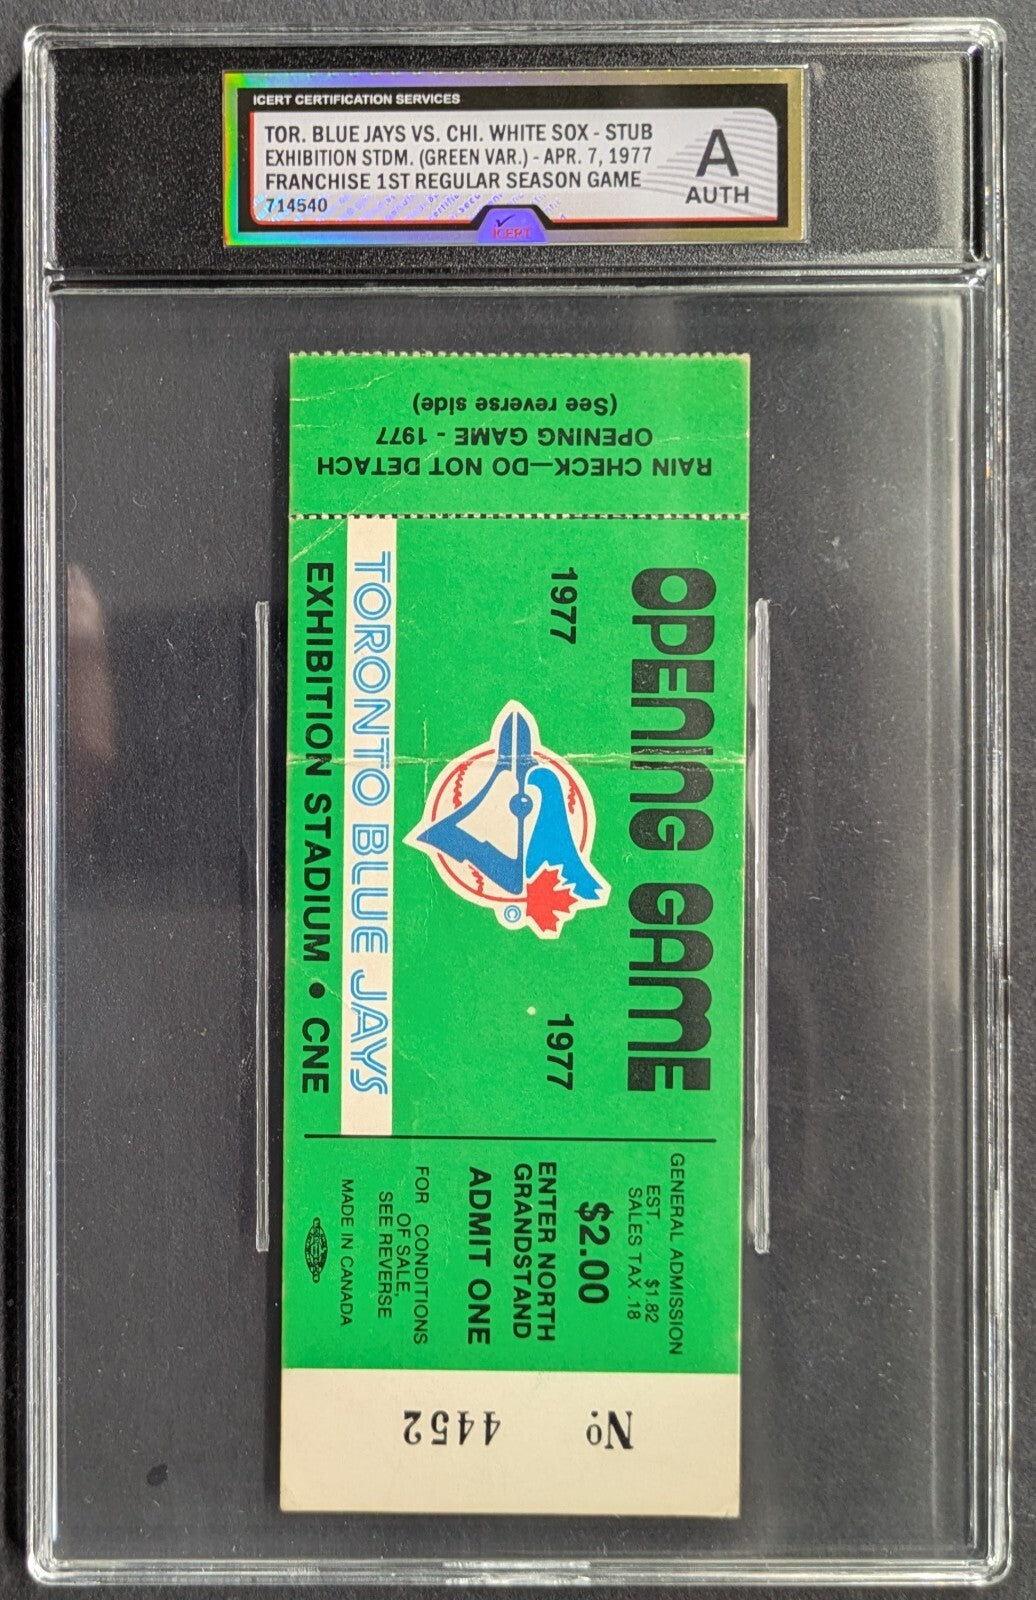 ICERT CERTIFICATION SERVICES
TOR. BLUE JAYS VS. CHI. WHITE SOX - STUB
EXHIBITION STDM. (GREEN VAR.) - APR. 7, 1977
FRANCHISE 1ST REGULAR SEASON GAME
714540
A
AUTH
ICERT
RAIN CHECK—DO NOT DETACH
OPENING GAME - 1977
(See reverse side)
OPENING GAME
1977
1977
©
TORONTO BLUE JAYS
EXHIBITION STADIUM • CNE
GENERAL ADMISSION
EST. $1.82
SALES TAX .18
$2.00
ENTER NORTH
GRANDSTAND
ADMIT ONE
FOR CONDITIONS
OF SALE,
SEE REVERSE
MADE IN CANADA
No. 4452